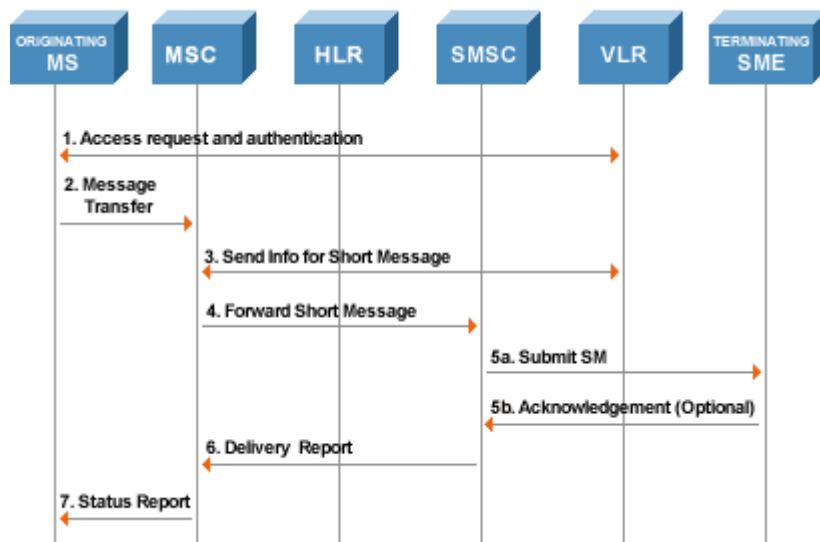 ORIGINATING
MS
MSC
HLR
SMSC
VLR
TERMINATING
SME
1. Access request and authentication
2. Message
Transfer
3. Send Info for Short Message
4. Forward Short Message
5a. Submit SM
5b. Acknowledgement (Optional)
6. Delivery Report
7. Status Report